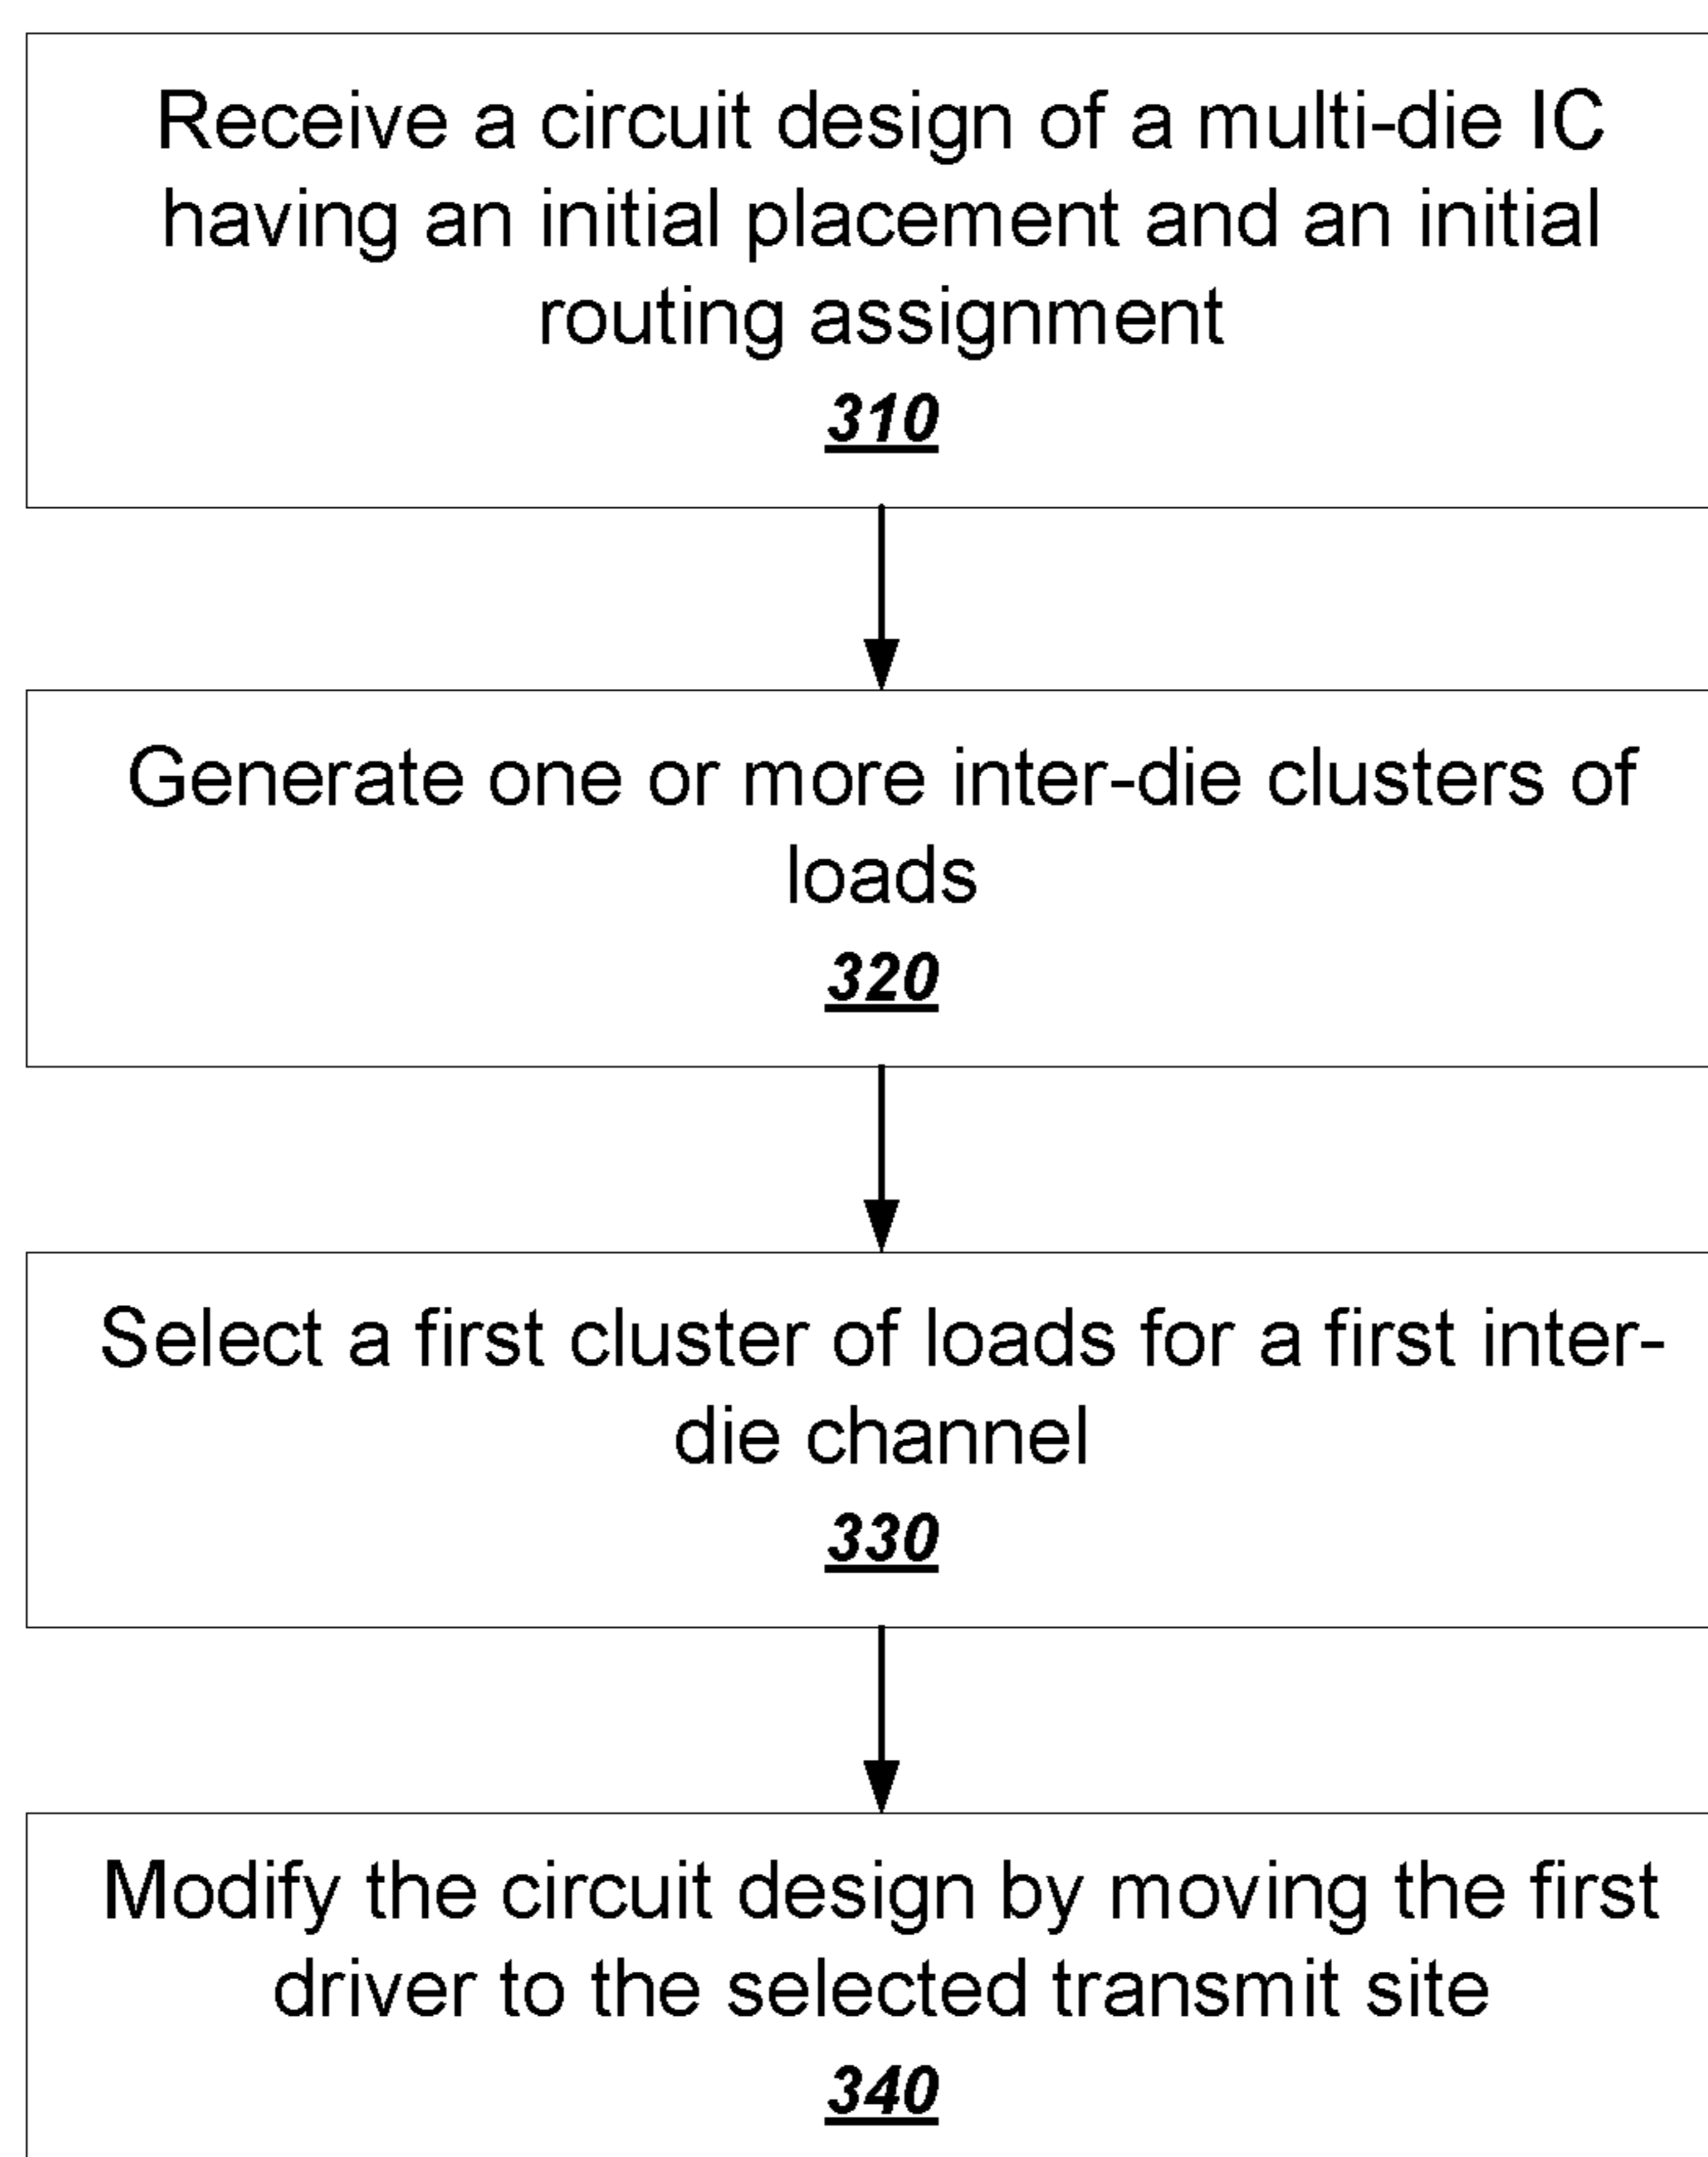 Receive a circuit design of a multi-die IC
having an initial placement and an initial
routing assignment
310
Generate one or more inter-die clusters of
loads
320
Select a first cluster of loads for a first inter-
die channel
330
Modify the circuit design by moving the first
driver to the selected transmit site
340